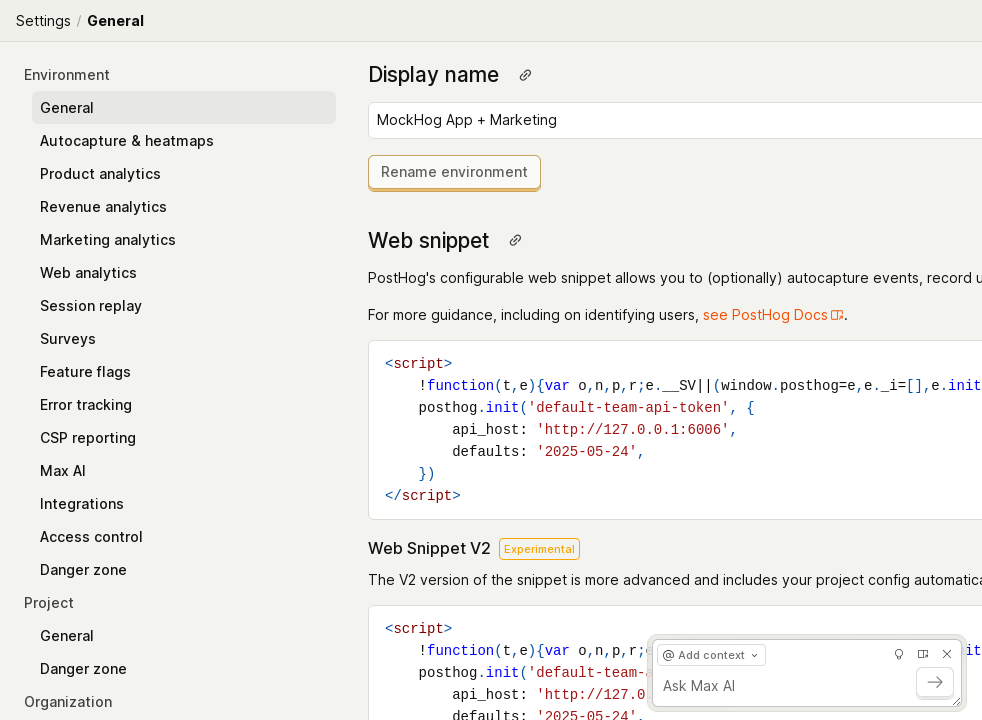 Settings / General
Environment
General
Autocapture & heatmaps
Product analytics
Revenue analytics
Marketing analytics
Web analytics
Session replay
Surveys
Feature flags
Error tracking
CSP reporting
Max AI
Integrations
Access control
Danger zone
Project
General
Danger zone
Organization
Display name
MockHog App + Marketing
Rename environment
Web snippet
PostHog's configurable web snippet allows you to (optionally) autocapture events, record u
For more guidance, including on identifying users, see PostHog Docs.
<script>
    !function(t,e){var o,n,p,r;e.__SV||(window.posthog=e,e._i=[],e.init
    posthog.init('default-team-api-token', {
        api_host: 'http://127.0.0.1:6006',
        defaults: '2025-05-24',
    })
</script>
Web Snippet V2 Experimental
The V2 version of the snippet is more advanced and includes your project config automatica
<script>
    !function(t,e){var o,n,p,r;e
    posthog.init('default-team-a
        api_host: 'http://127.0.
        defaults: '2025-05-24',
@ Add context
Ask Max AI